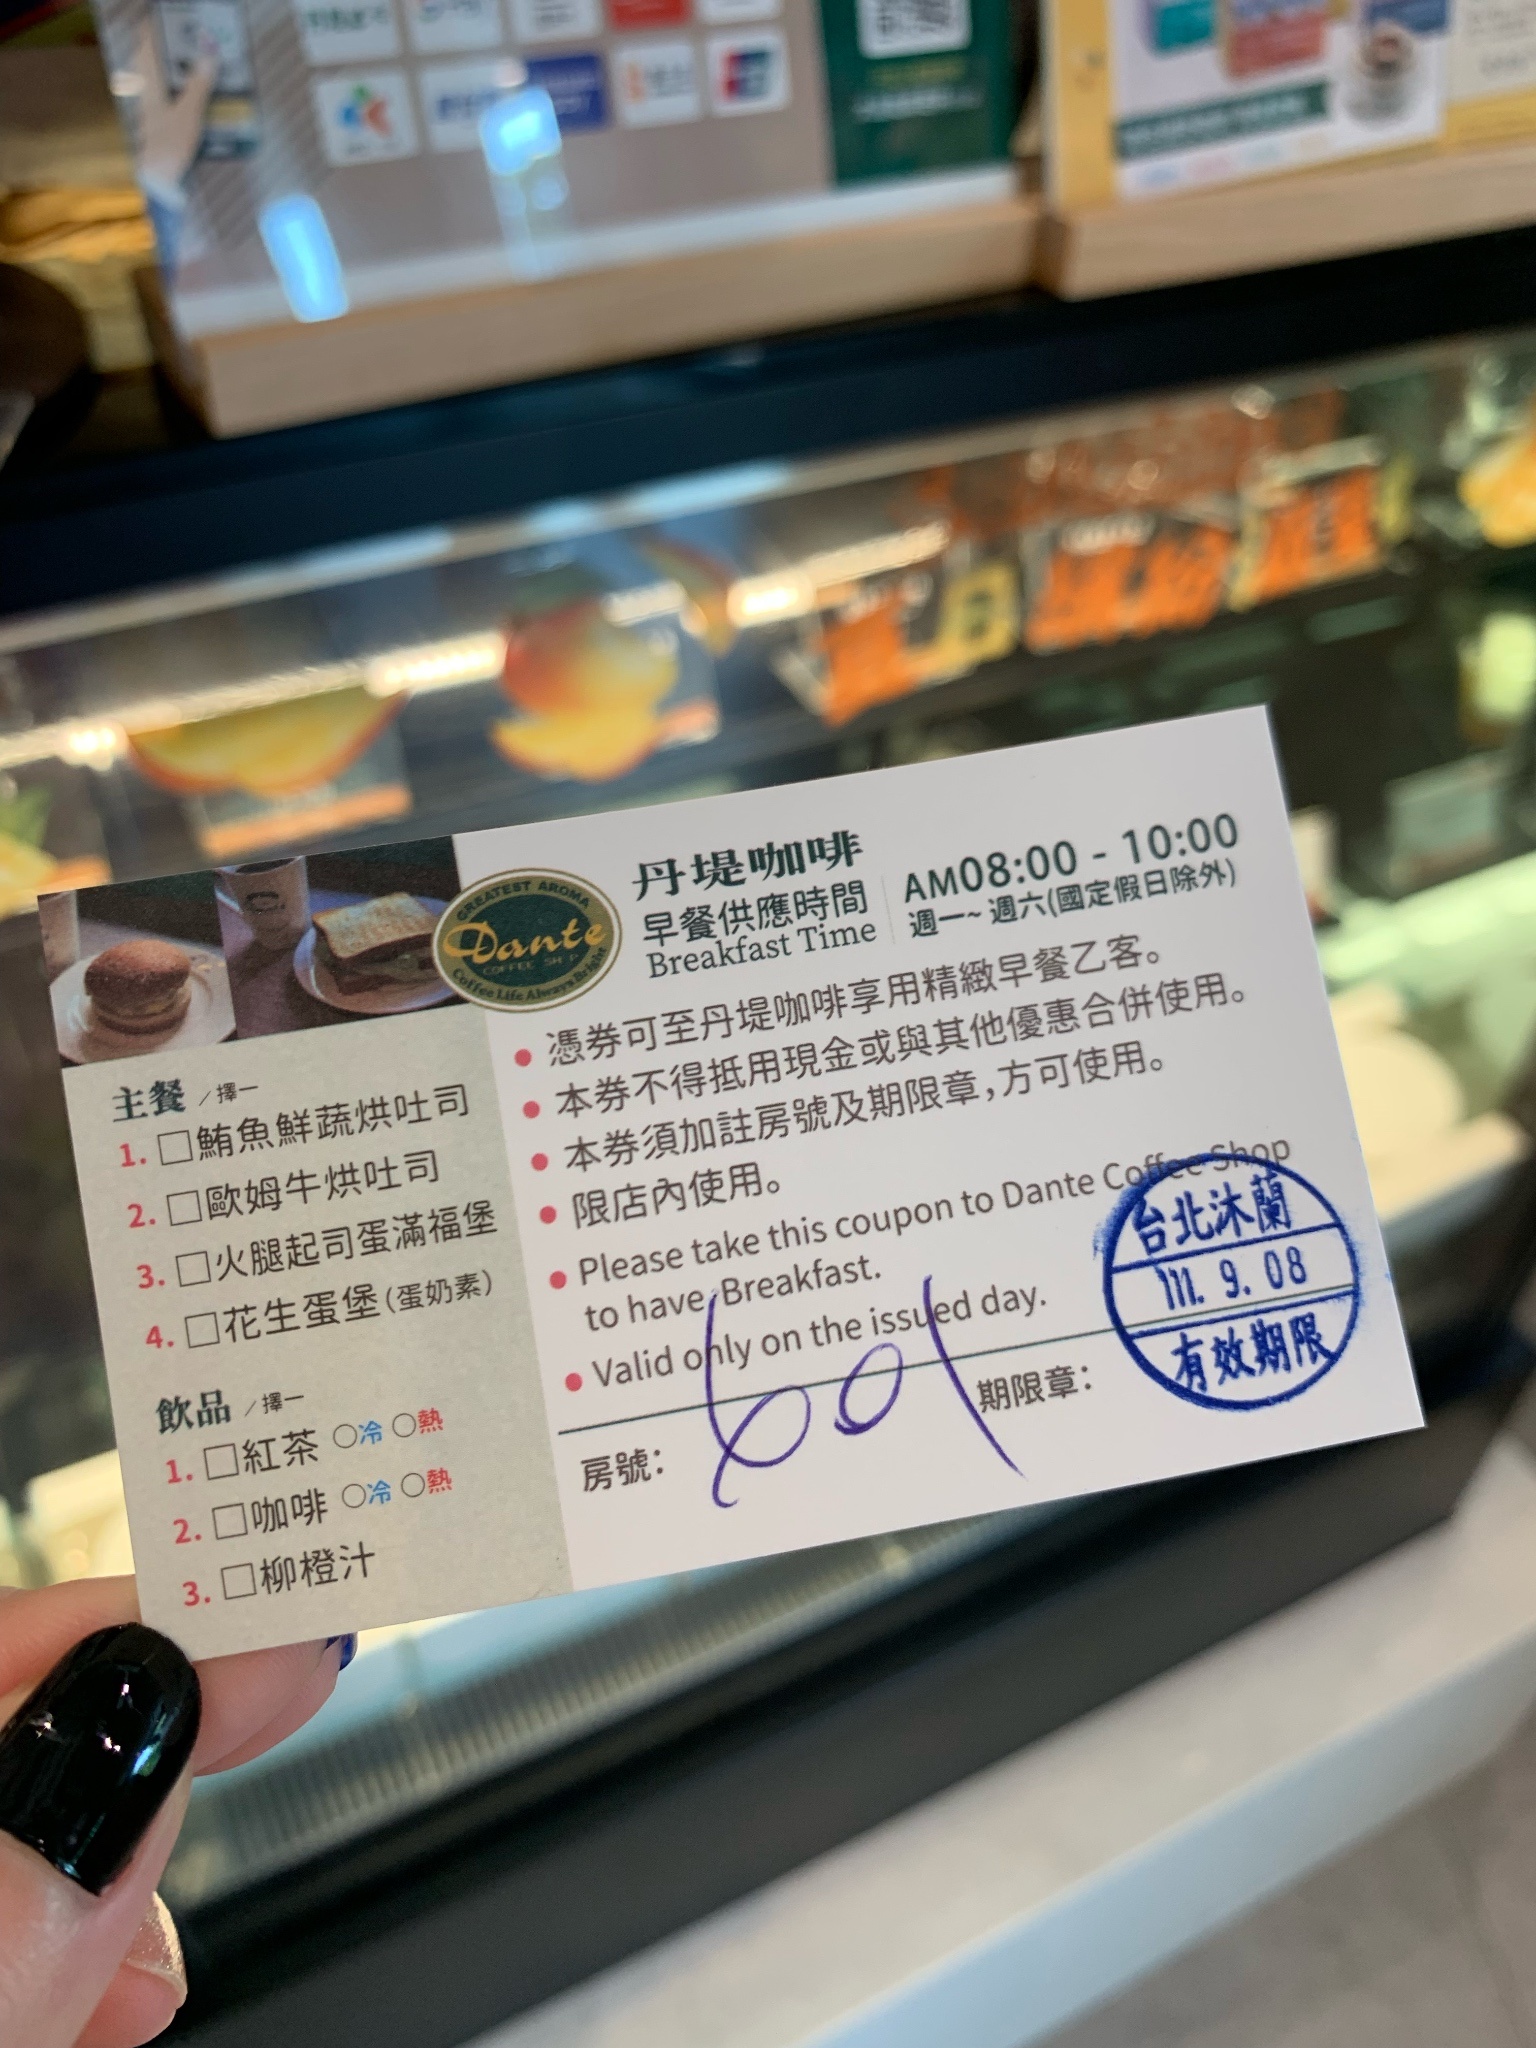 GREATEST AROMA
Dante
COFFEE SHOP
Coffee Life Always Bright
丹堤咖啡
早餐供應時間
Breakfast Time
AM08:00 - 10:00
週一~週六(國定假日除外)
主餐 / 擇一
1. □鮪魚鮮蔬烘吐司
2. □歐姆牛烘吐司
3. □火腿起司蛋滿福堡
4. □花生蛋堡(蛋奶素)
飲品 / 擇一
1. □紅茶 ○冷 ○熱
2. □咖啡 ○冷 ○熱
3. □柳橙汁
• 憑券可至丹堤咖啡享用精緻早餐乙客。
• 本券不得抵用現金或與其他優惠合併使用。
• 本券須加註房號及期限章,方可使用。
• 限店內使用。
• Please take this coupon to Dante Coffee Shop
to have Breakfast.
• Valid only on the issued day.
房號:
601
期限章:
台北沐蘭
111. 9. 08
有效期限